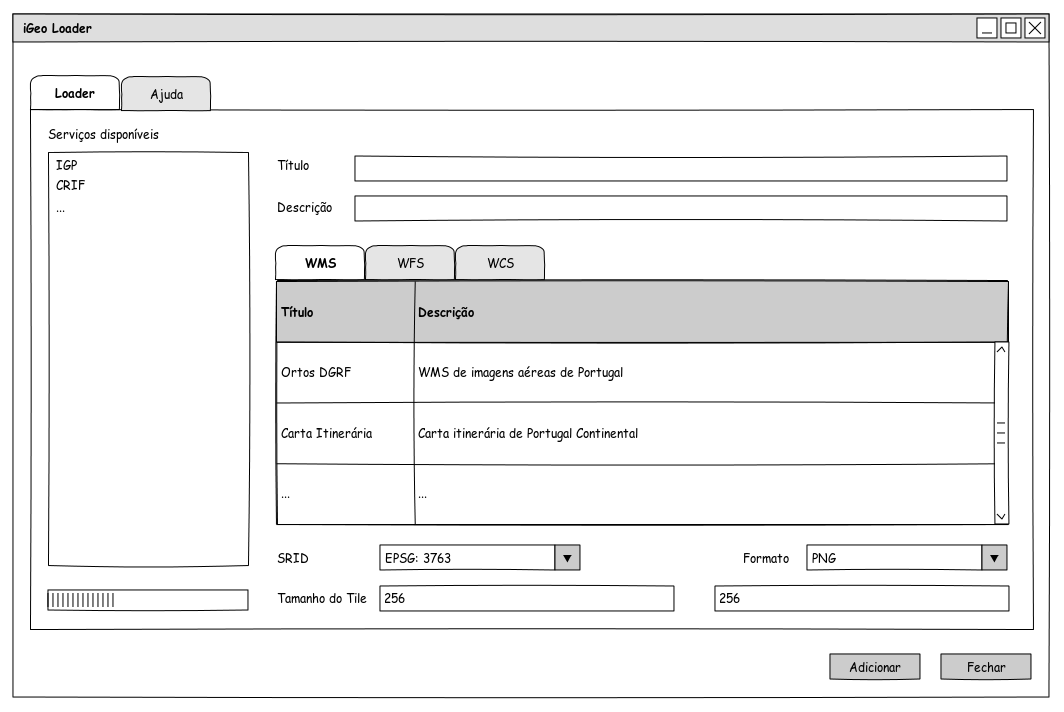 iGeo Loader
Loader Ajuda
Serviços disponíveis
IGP
CRIF
...
Título
Descrição
WMS WFS WCS
Título Descrição
Ortos DGRF WMS de imagens aéreas de Portugal
Carta Itinerária Carta itinerária de Portugal Continental
... ...
SRID EPSG: 3763 Formato PNG
Tamanho do Tile 256 256
Adicionar Fechar